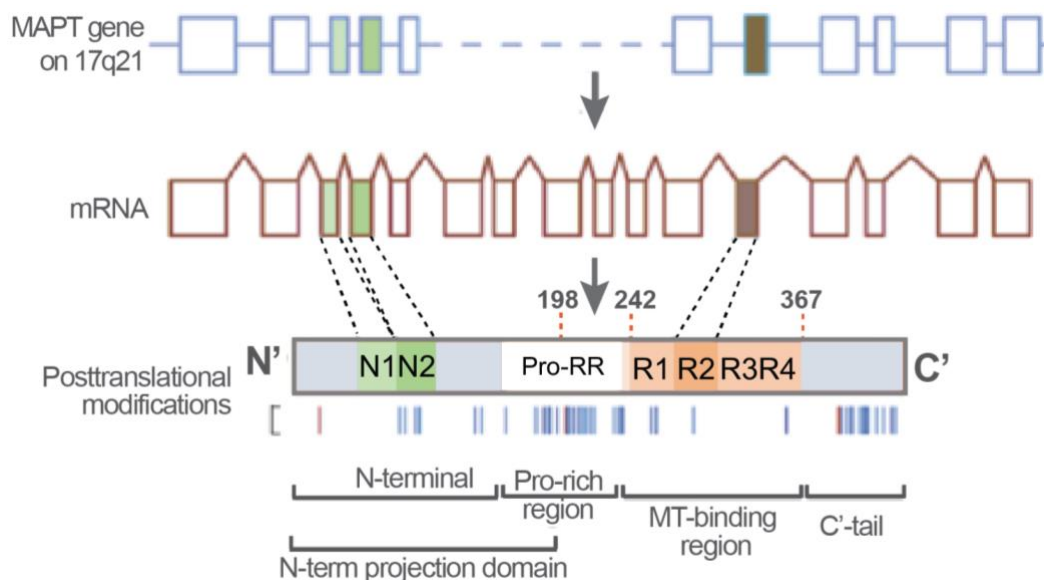 MAPT gene
on 17q21
mRNA
198
242
367
N'
N1
N2
Pro-RR
R1
R2
R3
R4
C'
Posttranslational
modifications
N-terminal
Pro-rich
region
MT-binding
region
C'-tail
N-term projection domain